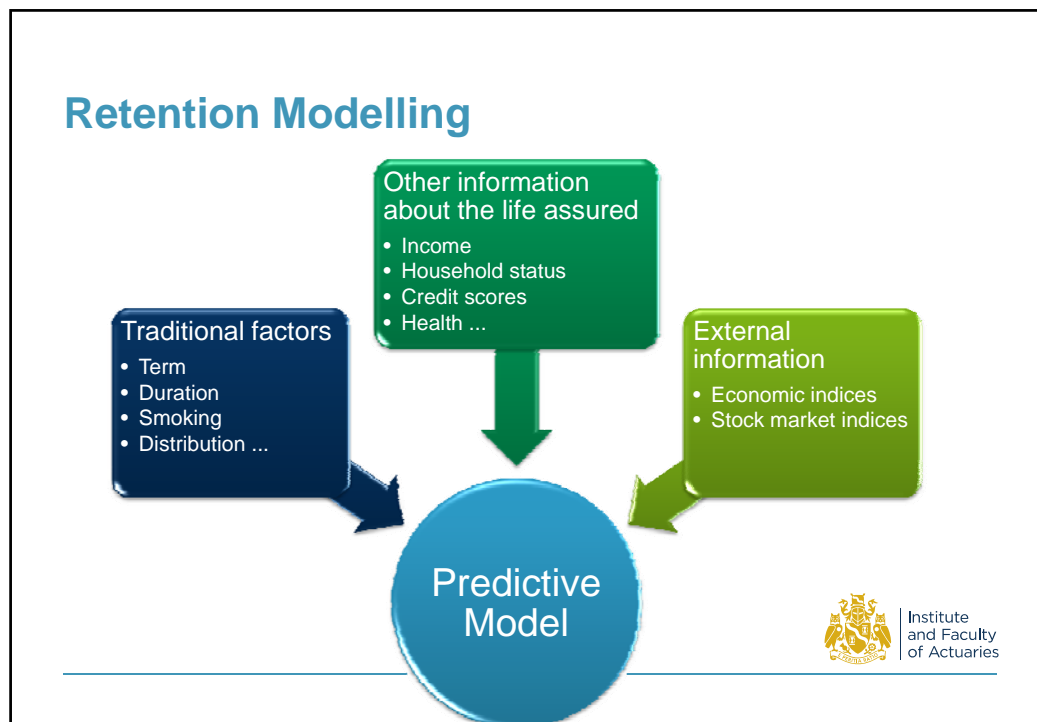 Retention Modelling
Other information
about the life assured
• Income
• Household status
• Credit scores
• Health ...
Traditional factors
• Term
• Duration
• Smoking
• Distribution ...
External
information
• Economic indices
• Stock market indices
Predictive
Model
Institute
and Faculty
of Actuaries